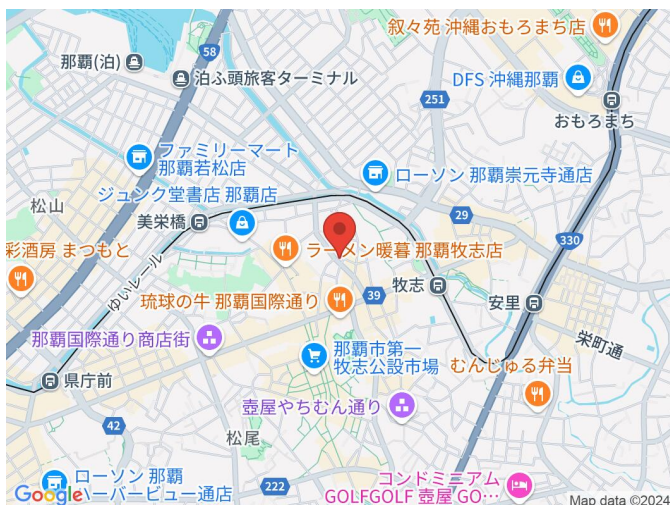 叙々苑 沖縄おもろまち店
58
那覇(泊)
泊ふ頭旅客ターミナル
DFS 沖縄那覇
251
おもろまち
ファミリーマート
那覇若松店
ローソン 那覇崇元寺通店
ジュンク堂書店 那覇店
松山
美栄橋
29
330
彩酒房 まつもと
ラーメン暖暮 那覇牧志店
ゆいレール
牧志
琉球の牛 那覇国際通り
39
安里
那覇国際通り商店街
栄町通
那覇市第一
牧志公設市場
むんじゅる弁当
県庁前
壺屋やちむん通り
42
松尾
ローソン 那覇
ハーバービュー通店
222
コンドミニアム
GOLFGOLF 壺屋 GO…
Google
Map data ©2024